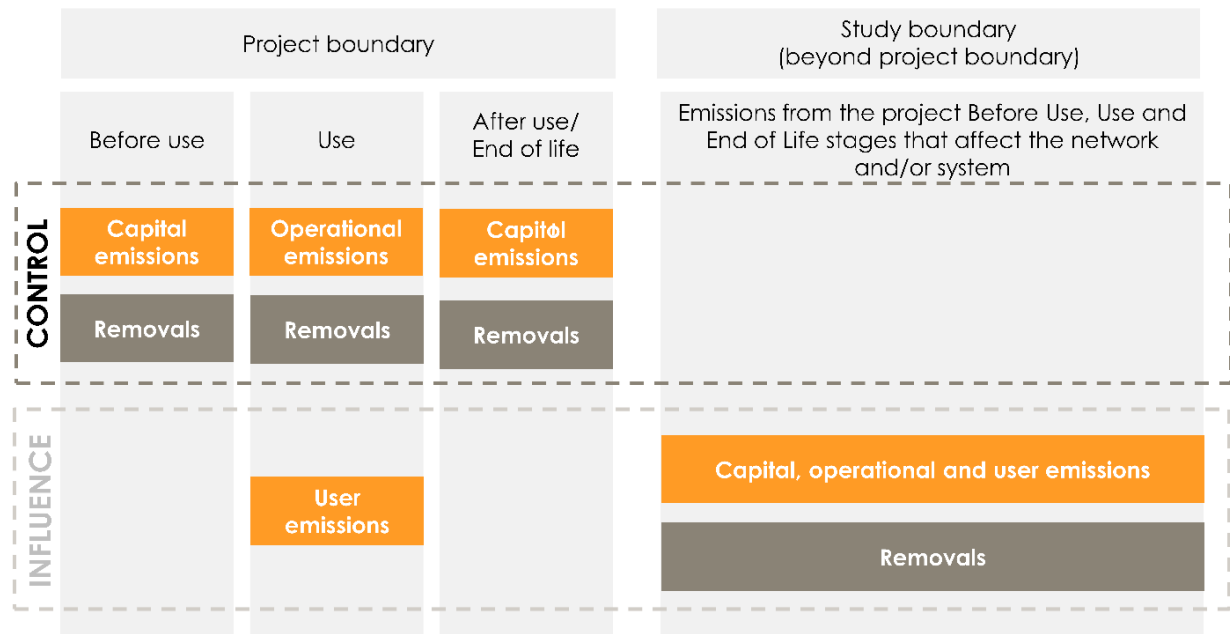 Project boundary
Study boundary
(beyond project boundary)
Before use
Use
After use/
End of life
Emissions from the project Before Use, Use and
End of Life stages that affect the network
and/or system
CONTROL
Capital
emissions
Operational
emissions
Capitol
emissions
Removals
Removals
Removals
INFLUENCE
User
emissions
Capital, operational and user emissions
Removals